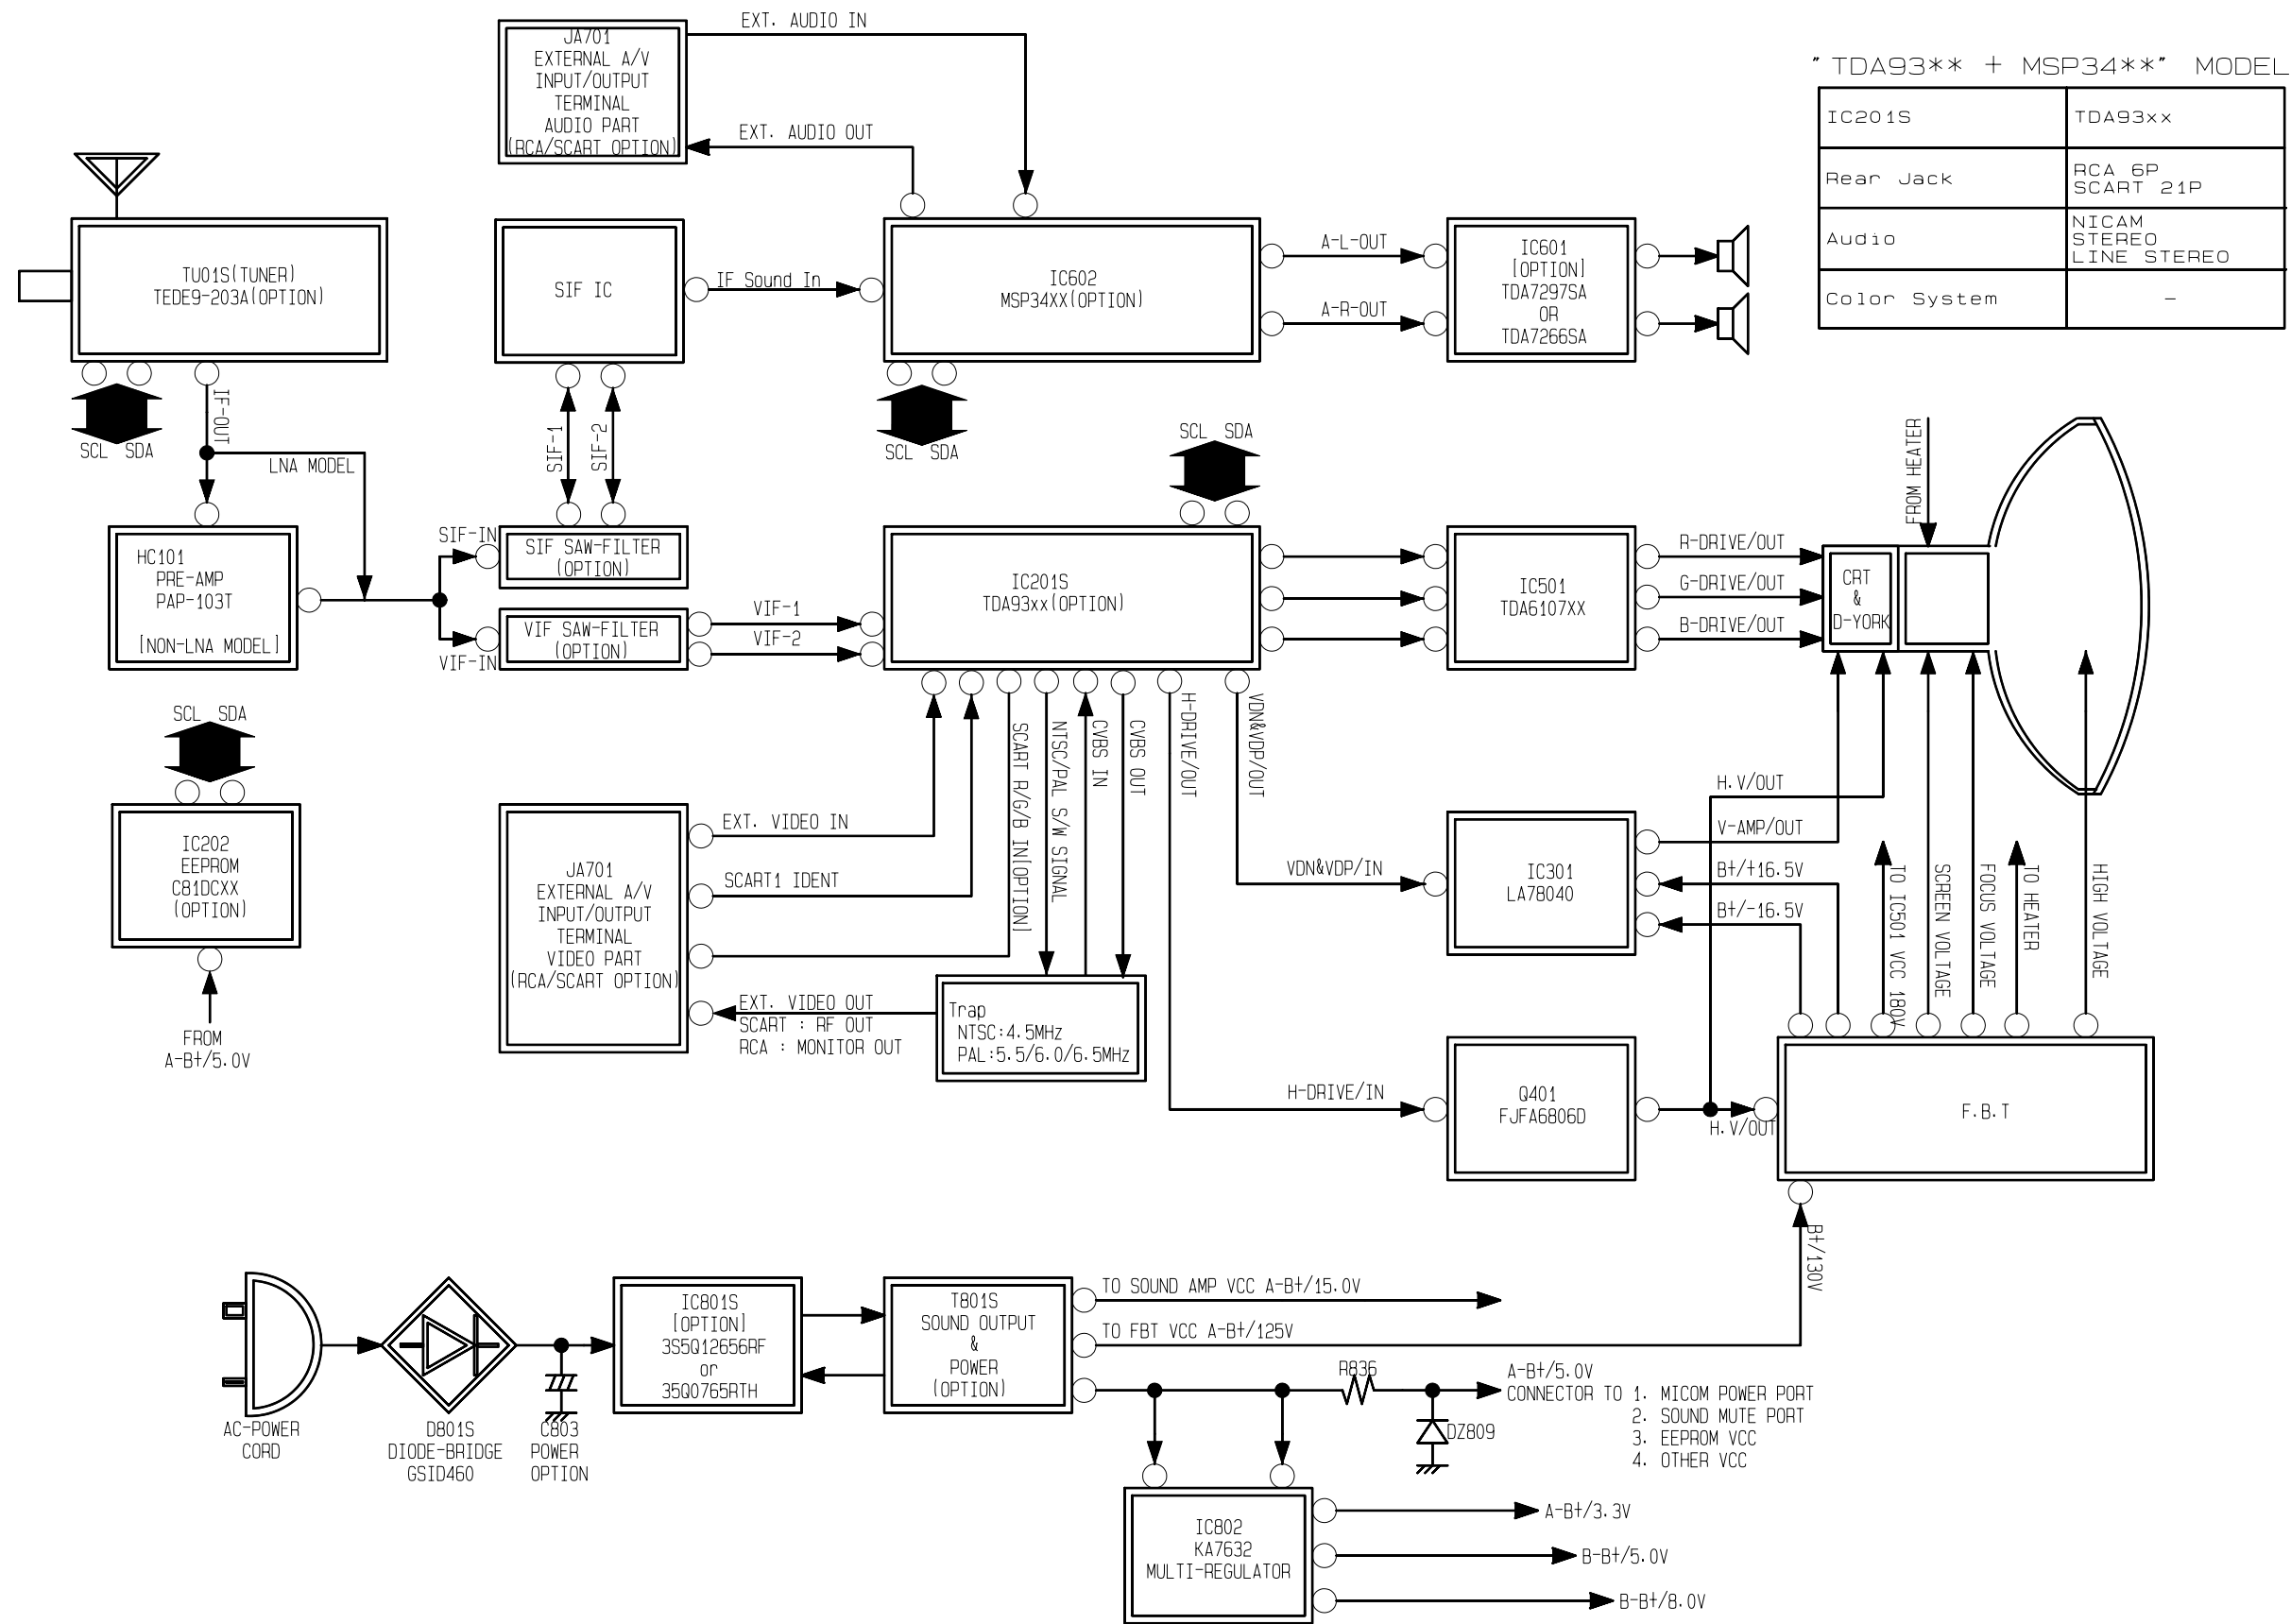 EXT. AUDIO IN
JA701
EXTERNAL A/V
INPUT/OUTPUT
TERMINAL
AUDIO PART
(RCA/SCART OPTION)
EXT. AUDIO OUT
" TDA93** + MSP34**" MODEL
IC201S
TDA93xx
Rear Jack
RCA 6P
SCART 21P
Audio
NICAM
STEREO
LINE STEREO
Color System
-
TU01S(TUNER)
TEDE9-203A(OPTION)
SCL SDA
IF-OUT
LNA MODEL
SIF IC
IF Sound In
IC602
MSP34XX(OPTION)
SCL SDA
A-L-OUT
A-R-OUT
IC601
[OPTION]
TDA7297SA
OR
TDA7266SA
SIF-1
SIF-2
HC101
PRE-AMP
PAP-103T
[NON-LNA MODEL]
SIF-IN
VIF-IN
SIF SAW-FILTER
(OPTION)
VIF SAW-FILTER
(OPTION)
VIF-1
VIF-2
SCL SDA
IC201S
TDA93xx(OPTION)
IC501
TDA6107XX
R-DRIVE/OUT
G-DRIVE/OUT
B-DRIVE/OUT
FROM HEATER
CRT
&
D-YORK
SCL SDA
IC202
EEPROM
C81DCXX
(OPTION)
FROM
A-B+/5.0V
JA701
EXTERNAL A/V
INPUT/OUTPUT
TERMINAL
VIDEO PART
(RCA/SCART OPTION)
EXT. VIDEO IN
SCART1 IDENT
SCART R/G/B IN[OPTION]
NTSC/PAL S/W SIGNAL
CVBS IN
CVBS OUT
H-DRIVE/OUT
VDN&VDP/OUT
EXT. VIDEO OUT
SCART : RF OUT
RCA : MONITOR OUT
Trap
NTSC:4.5MHz
PAL:5.5/6.0/6.5MHz
VDN&VDP/IN
IC301
LA78040
H.V/OUT
V-AMP/OUT
B+/+16.5V
B+/-16.5V
TO IC501 VCC 180V
SCREEN VOLTAGE
FOCUS VOLTAGE
TO HEATER
HIGH VOLTAGE
H-DRIVE/IN
Q401
FJFA6806D
H.V/OUT
F.B.T
B+/130V
AC-POWER
CORD
D801S
DIODE-BRIDGE
GSID460
C803
POWER
OPTION
IC801S
[OPTION]
3S5Q12656RF
or
35Q0765RTH
T801S
SOUND OUTPUT
&
POWER
(OPTION)
TO SOUND AMP VCC A-B+/15.0V
TO FBT VCC A-B+/125V
R836
DZ809
A-B+/5.0V
CONNECTOR TO 1. MICOM POWER PORT
2. SOUND MUTE PORT
3. EEPROM VCC
4. OTHER VCC
IC802
KA7632
MULTI-REGULATOR
A-B+/3.3V
B-B+/5.0V
B-B+/8.0V